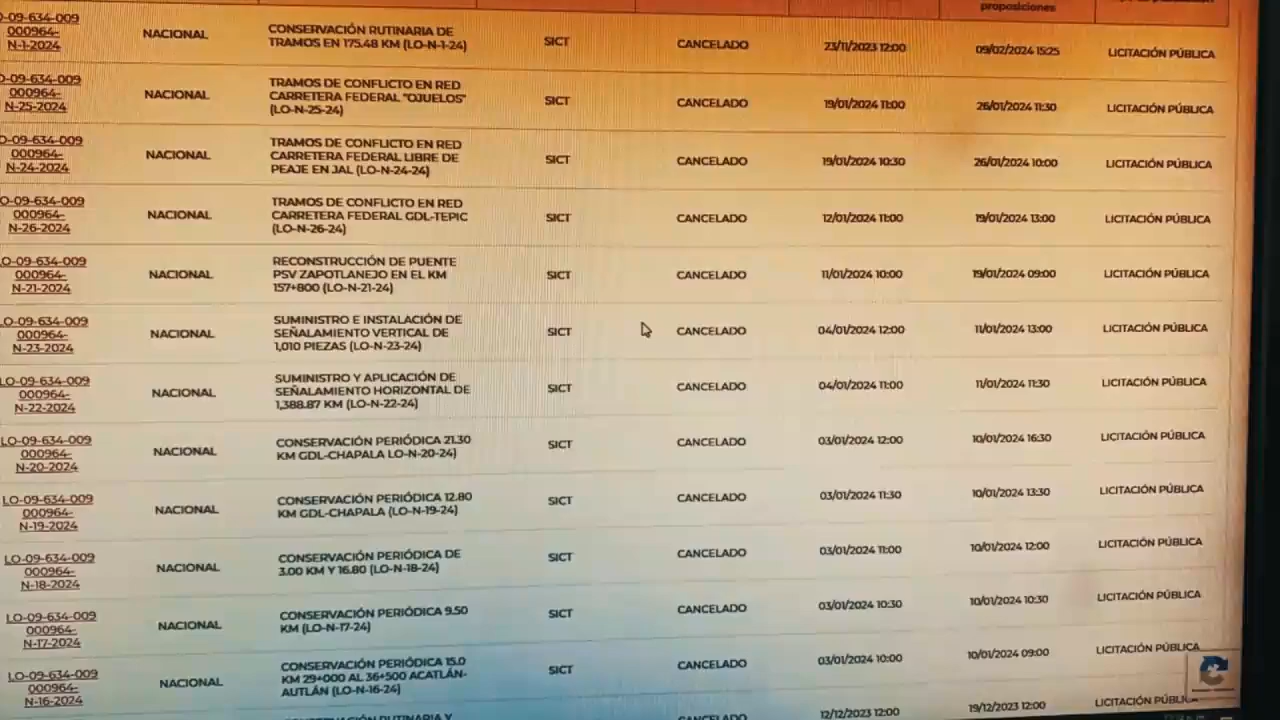 proposiciones
O-09-634-009
000964-
N-1-2024
NACIONAL
CONSERVACIÓN RUTINARIA DE
TRAMOS EN 175.48 KM (LO-N-1-24)
SICT
CANCELADO
23/11/2023 12:00
09/02/2024 15:25
LICITACIÓN PÚBLICA
O-09-634-009
000964-
N-25-2024
NACIONAL
TRAMOS DE CONFLICTO EN RED
CARRETERA FEDERAL "OJUELOS"
(LO-N-25-24)
SICT
CANCELADO
19/01/2024 11:00
26/01/2024 11:30
LICITACIÓN PÚBLICA
O-09-634-009
000964-
N-24-2024
NACIONAL
TRAMOS DE CONFLICTO EN RED
CARRETERA FEDERAL LIBRE DE
PEAJE EN JAL (LO-N-24-24)
SICT
CANCELADO
19/01/2024 10:30
26/01/2024 10:00
LICITACIÓN PÚBLICA
O-09-634-009
000964-
N-26-2024
NACIONAL
TRAMOS DE CONFLICTO EN RED
CARRETERA FEDERAL GDL-TEPIC
(LO-N-26-24)
SICT
CANCELADO
12/01/2024 11:00
19/01/2024 13:00
LICITACIÓN PÚBLICA
LO-09-634-009
000964-
N-21-2024
NACIONAL
RECONSTRUCCIÓN DE PUENTE
PSV ZAPOTLANEJO EN EL KM
157+800 (LO-N-21-24)
SICT
CANCELADO
11/01/2024 10:00
19/01/2024 09:00
LICITACIÓN PÚBLICA
LO-09-634-009
000964-
N-23-2024
NACIONAL
SUMINISTRO E INSTALACIÓN DE
SEÑALAMIENTO VERTICAL DE
1,010 PIEZAS (LO-N-23-24)
SICT
CANCELADO
04/01/2024 12:00
11/01/2024 13:00
LICITACIÓN PÚBLICA
LO-09-634-009
000964-
N-22-2024
NACIONAL
SUMINISTRO Y APLICACIÓN DE
SEÑALAMIENTO HORIZONTAL DE
1,388.87 KM (LO-N-22-24)
SICT
CANCELADO
04/01/2024 11:00
11/01/2024 11:30
LICITACIÓN PÚBLICA
LO-09-634-009
000964-
N-20-2024
NACIONAL
CONSERVACIÓN PERIÓDICA 21.30
KM GDL-CHAPALA LO-N-20-24)
SICT
CANCELADO
03/01/2024 12:00
10/01/2024 16:30
LICITACIÓN PÚBLICA
LO-09-634-009
000964-
N-19-2024
NACIONAL
CONSERVACIÓN PERIÓDICA 12.80
KM GDL-CHAPALA (LO-N-19-24)
SICT
CANCELADO
03/01/2024 11:30
10/01/2024 13:30
LICITACIÓN PÚBLICA
LO-09-634-009
000964-
N-18-2024
NACIONAL
CONSERVACIÓN PERIÓDICA DE
3.00 KM Y 16.80 (LO-N-18-24)
SICT
CANCELADO
03/01/2024 11:00
10/01/2024 12:00
LICITACIÓN PÚBLICA
LO-09-634-009
000964-
N-17-2024
NACIONAL
CONSERVACIÓN PERIÓDICA 9.50
KM (LO-N-17-24)
SICT
CANCELADO
03/01/2024 10:30
10/01/2024 10:30
LICITACIÓN PÚBLICA
LO-09-634-009
000964-
N-16-2024
NACIONAL
CONSERVACIÓN PERIÓDICA 15.0
KM 29+000 AL 36+500 ACATLÁN-
AUTLÁN (LO-N-16-24)
SICT
CANCELADO
03/01/2024 10:00
10/01/2024 09:00
LICITACIÓN PÚBLICA
CONSERVACIÓN RUTINARIA Y
CANCELADO
12/12/2023 12:00
19/12/2023 12:00
LICITACIÓN PÚBLICA